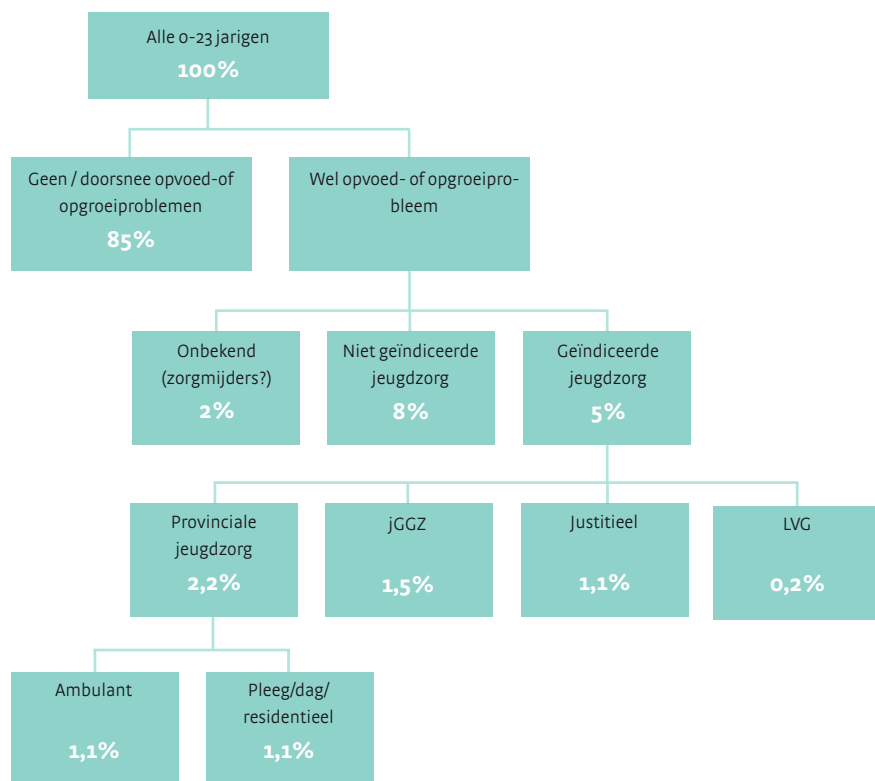 Alle 0-23 jarigen
100%
Geen / doorsnee opvoed-of
opgroeiproblemen
85%
Wel opvoed- of opgroeipro-
bleem
Onbekend
(zorgmijders?)
2%
Niet geïndiceerde
jeugdzorg
8%
Geïndiceerde
jeugdzorg
5%
Provinciale
jeugdzorg
2,2%
jGGZ
1,5%
Justitieel
1,1%
LVG
0,2%
Ambulant
1,1%
Pleeg/dag/
residentieel
1,1%